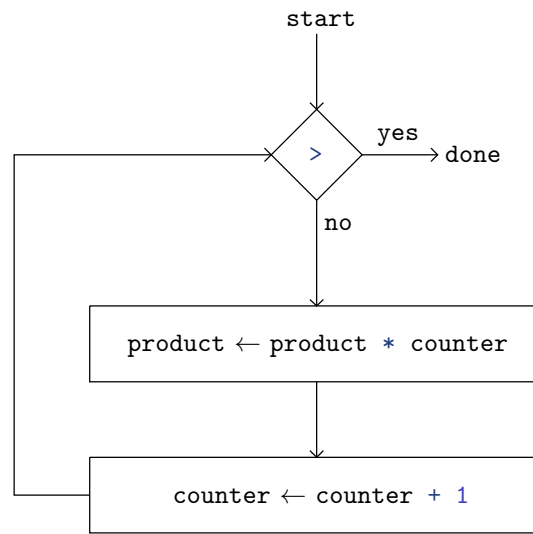 start
> yes done
no
product ← product * counter
counter ← counter + 1